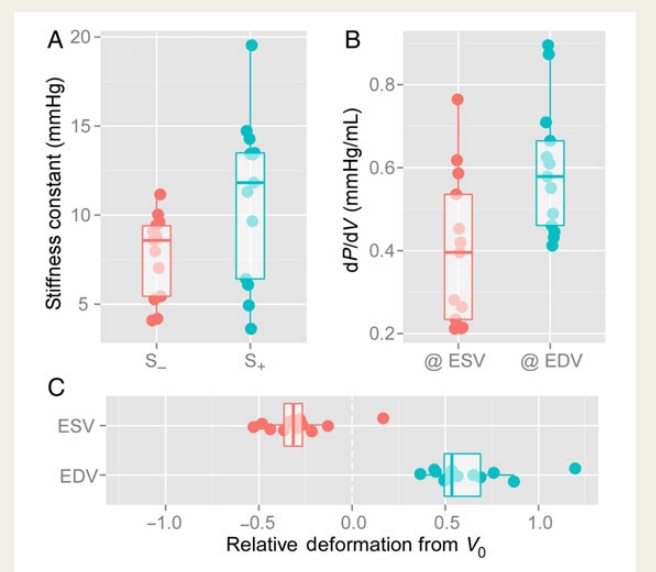 A
B
Stiffness constant (mmHg)
20
15
10
5
S₋
S₊
dP/dV (mmHg/mL)
0.8
0.6
0.4
0.2
@ ESV
@ EDV
C
ESV
EDV
−1.0
−0.5
0.0
0.5
1.0
Relative deformation from V₀